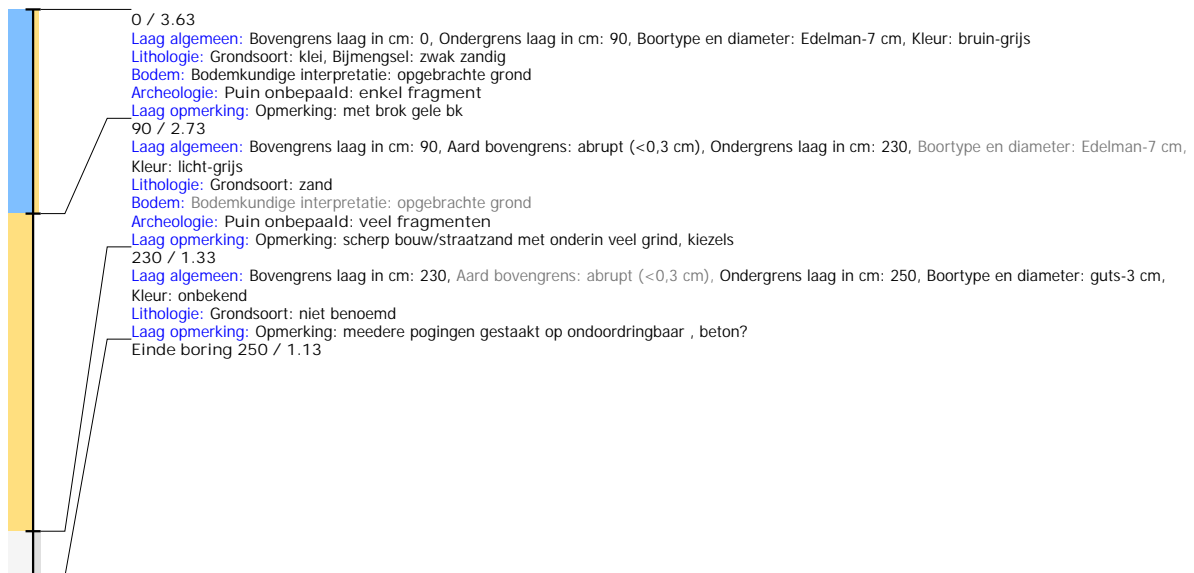 0 / 3.63
Laag algemeen: Bovengrens laag in cm: 0, Ondergrens laag in cm: 90, Boortype en diameter: Edelman-7 cm, Kleur: bruin-grijs
Lithologie: Grondsoort: klei, Bijmengsel: zwak zandig
Bodem: Bodemkundige interpretatie: opgebrachte grond
Archeologie: Puin onbepaald: enkel fragment
Laag opmerking: Opmerking: met brok gele bk
90 / 2.73
Laag algemeen: Bovengrens laag in cm: 90, Aard bovengrens: abrupt (<0,3 cm), Ondergrens laag in cm: 230, Boortype en diameter: Edelman-7 cm,
Kleur: licht-grijs
Lithologie: Grondsoort: zand
Bodem: Bodemkundige interpretatie: opgebrachte grond
Archeologie: Puin onbepaald: veel fragmenten
Laag opmerking: Opmerking: scherp bouw/straatzand met onderin veel grind, kiezels
230 / 1.33
Laag algemeen: Bovengrens laag in cm: 230, Aard bovengrens: abrupt (<0,3 cm), Ondergrens laag in cm: 250, Boortype en diameter: guts-3 cm,
Kleur: onbekend
Lithologie: Grondsoort: niet benoemd
Laag opmerking: Opmerking: meedere pogingen gestaakt op ondoordringbaar , beton?
Einde boring 250 / 1.13